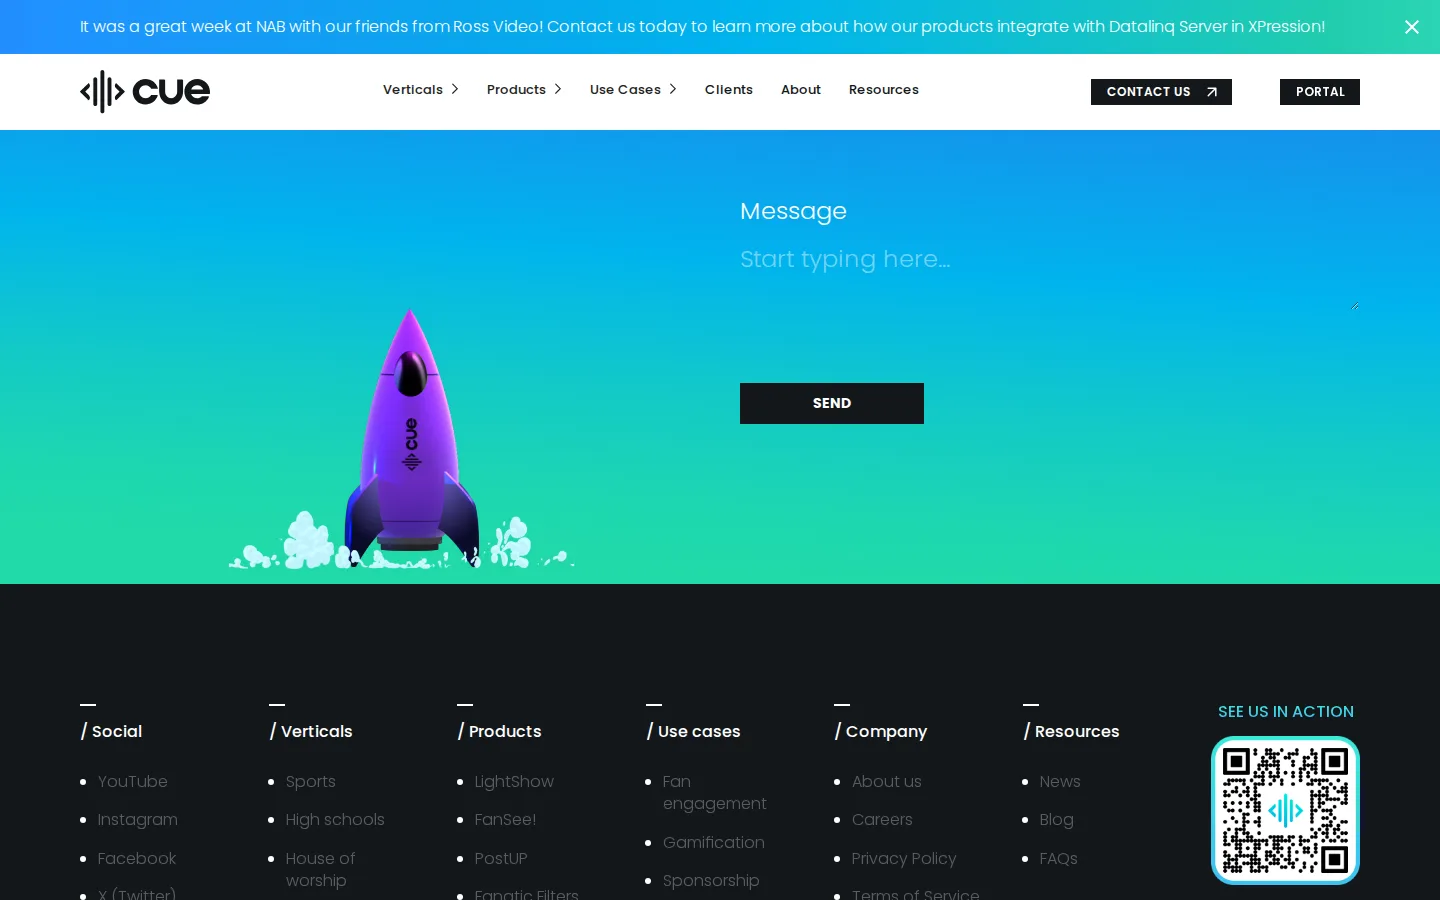 It was a great week at NAB with our friends from Ross Video! Contact us today to learn more about how our products integrate with Datalinq Server in XPression!
cue
Verticals
Products
Use Cases
Clients
About
Resources
CONTACT US
PORTAL
Message
Start typing here...
cue
SEND
/ Social
YouTube
Instagram
Facebook
X (Twitter)
/ Verticals
Sports
High schools
House of
worship
/ Products
LightShow
FanSee!
PostUP
Fanatic Filters
/ Use cases
Fan
engagement
Gamification
Sponsorship
/ Company
About us
Careers
Privacy Policy
Terms of Service
/ Resources
News
Blog
FAQs
SEE US IN ACTION